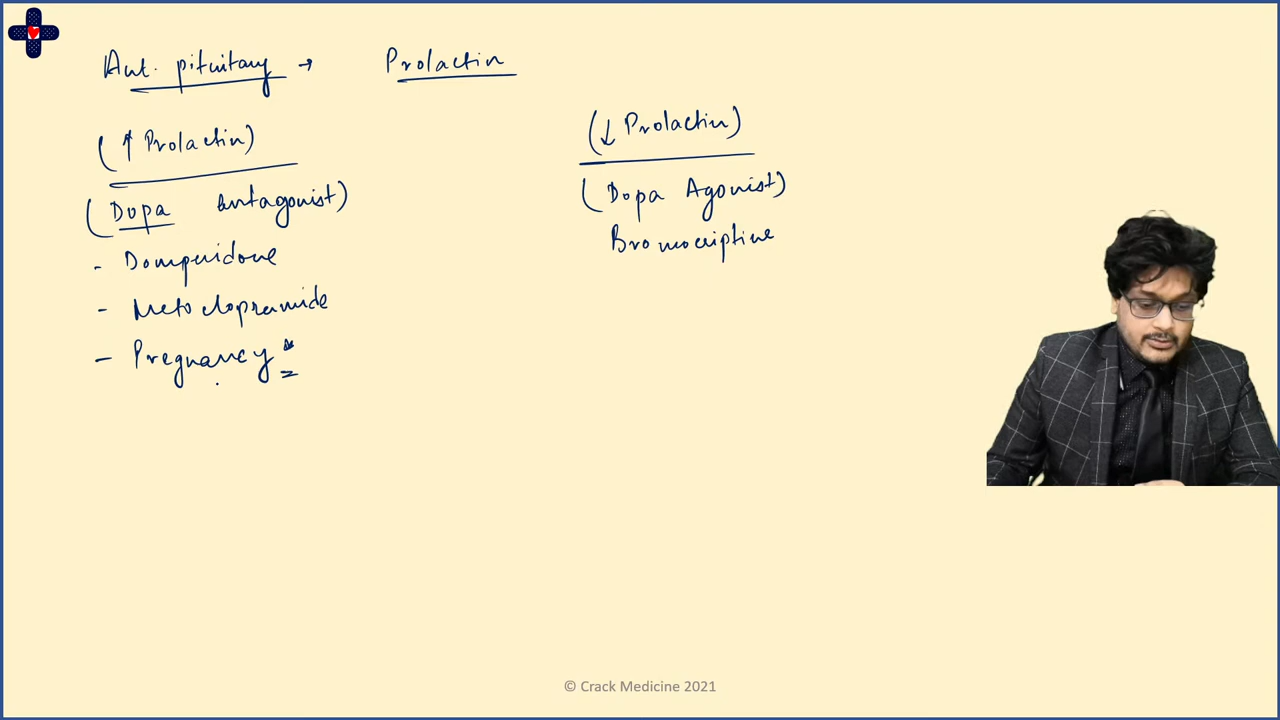 Ant. pituitary → Prolactin
(↑ Prolactin)
(Dopa antagonist)
- Domperidone
- Metoclopramide
- Pregnancy *
(↓ Prolactin)
(Dopa Agonist)
Bromocriptine
© Crack Medicine 2021